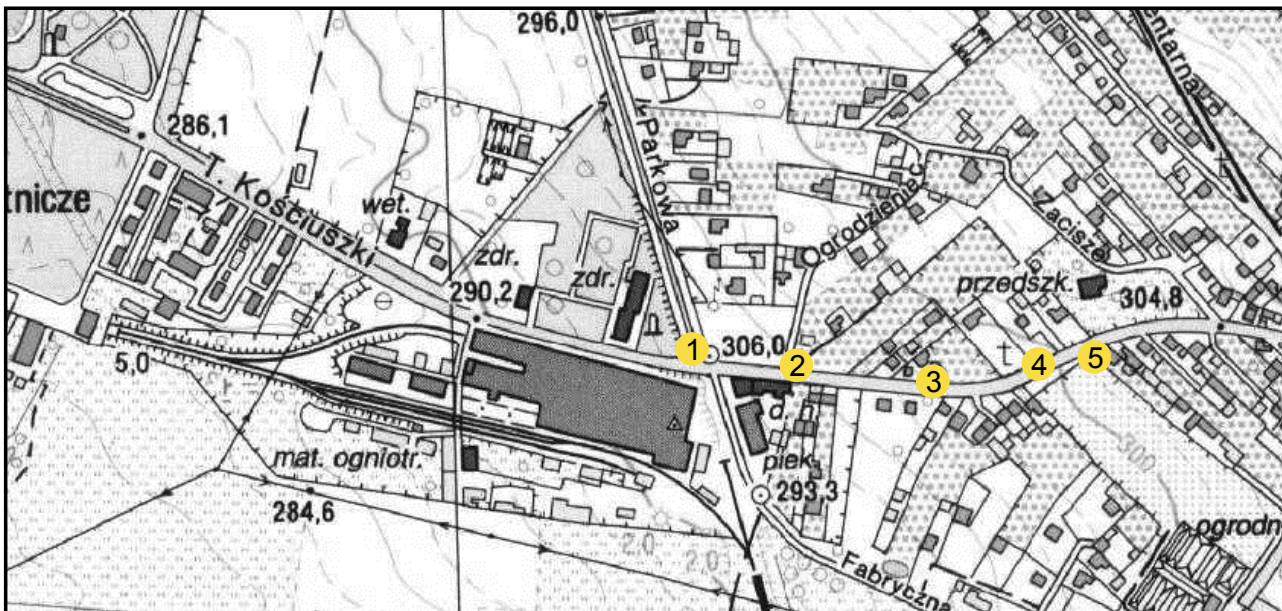 296,0
entarna
286,1
Parkowa
T. Kościuszki
tnicze
wet.
Ogrodzieniec
Zacisze
zdr.
zdr.
przedszk.
290,2
304,8
1
306,0
2
4
5
3
5,0
d.
mat. ogniotr.
piek.
300
293,3
284,6
2.0
2.0
ogrodn
Fabryczna